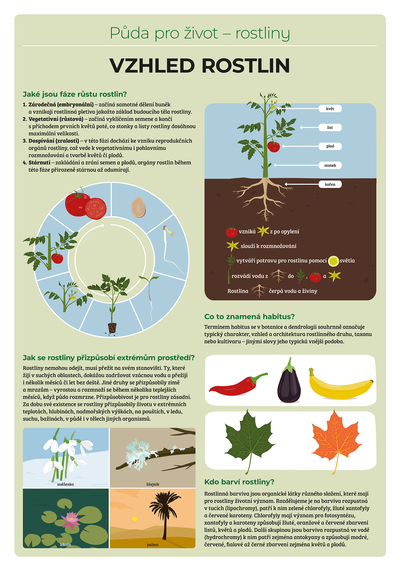 Půda pro život – rostliny
VZHLED ROSTLIN
Jaké jsou fáze růstu rostlin?
1. Zárodečná (embryonální) – začíná samotné dělení buněk
a vznikají rostlinná pletiva jakožto základ budoucího těla rostliny.
2. Vegetativní (růstová) – začíná vyklíčením semene a končí
s příchodem prvních květů poté, co stonky a listy rostliny dosáhnou
maximální velikosti.
3. Dospívání (zralosti) – v této fázi dochází ke vzniku reprodukčních
orgánů rostliny, což vede k vegetativnímu i pohlavnímu
rozmnožování a tvorbě květů či plodů.
4. Stárnutí – zakládání a zrání semen a plodů, orgány rostlin během
této fáze přirozeně stárnou až odumírají.
květ
list
plod
stonek
kořen
vzniká z po opylení
slouží k rozmnožování
vytváří potravu pro rostlinu pomocí světla
rozvádí vodu z do , a
Rostlina čerpá vodu a živiny
Co to znamená habitus?
Termínem habitus se v botanice a dendrologii souhrnně označuje
typický charakter, vzhled a architektura rostlinného druhu, taxonu
nebo kultivaru – jinými slovy jeho typická vnější podoba.
Jak se rostliny přizpůsobí extrémům prostředí?
Rostliny nemohou odejít, musí přežít na svém stanovišti. Ty, které
žijí v suchých oblastech, dokážou zadržovat vzácnou vodu a přežijí
i několik měsíců či let bez deště. Jiné druhy se přizpůsobily zimě
a mrazům – vyrostou a rozmnoží se během několika teplejších
měsíců, když půda rozmrzne. Přizpůsobivost je pro rostliny zásadní.
Za dobu své existence se rostliny přizpůsobily životu v extrémních
teplotách, hlubinách, nadmořských výškách, na pouštích, v ledu,
suchu, bažinách, v půdě i v tělech jiných organismů.
sněženka
lišejník
leknín
palma
Kdo barví rostliny?
Rostlinná barviva jsou organické látky různého složení, které mají
pro rostliny životní význam. Rozdělujeme je na barviva rozpustná
v tucích (lipochromy), patří k nim zelené chlorofyly, žluté xantofyly
a červené karoteny. Chlorofyly mají význam pro fotosyntézu,
xantofyly a karoteny způsobují žluté, oranžové a červené zbarvení
listů, květů a plodů. Další skupinou jsou barviva rozpustná ve vodě
(hydrochromy) k nim patří zejména antokyany a způsobují modré,
červené, fialové až černé zbarvení zejména květů a plodů.